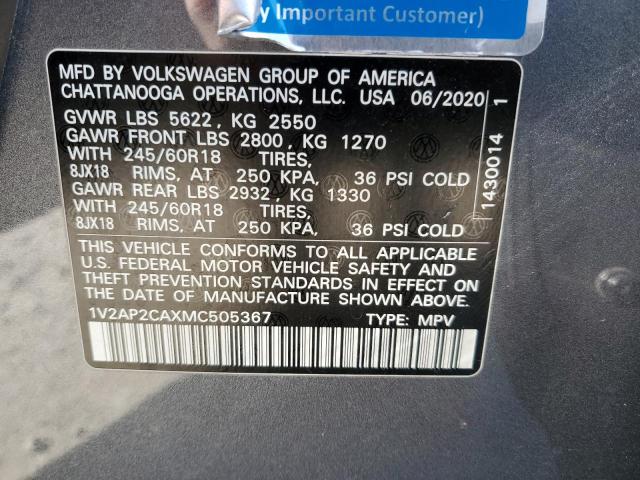 y Important Customer)
MFD BY VOLKSWAGEN GROUP OF AMERICA
CHATTANOOGA OPERATIONS, LLC. USA 06/2020
GVWR LBS 5622, KG 2550
GAWR FRONT LBS 2800, KG 1270
WITH 245/60R18 TIRES,
8JX18 RIMS, AT 250 KPA, 36 PSI COLD
GAWR REAR LBS 2932, KG 1330
WITH 245/60R18 TIRES,
8JX18 RIMS, AT 250 KPA, 36 PSI COLD
THIS VEHICLE CONFORMS TO ALL APPLICABLE
U.S. FEDERAL MOTOR VEHICLE SAFETY AND
THEFT PREVENTION STANDARDS IN EFFECT ON
THE DATE OF MANUFACTURE SHOWN ABOVE.
1V2AP2CAXMC505367 TYPE: MPV
1430014 1